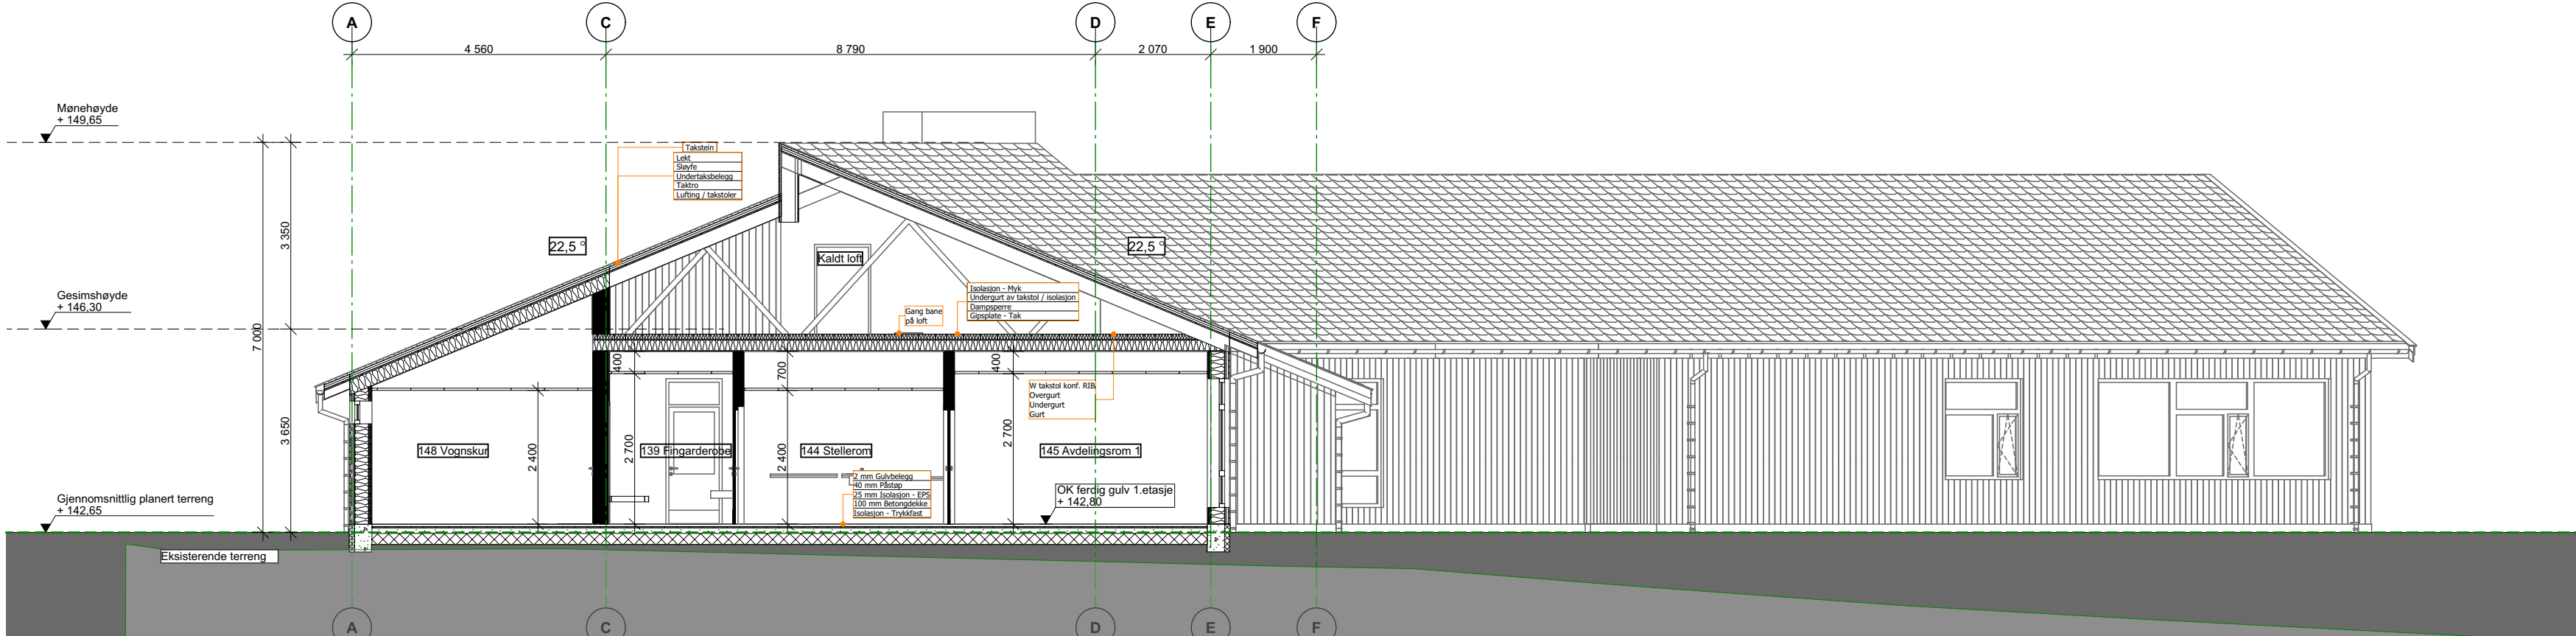 A
C
D
E
F
4 560
8 790
2 070
1 900
Mønehøyde
+ 149,65
Takstein
Lekt
Sløyfe
Undertaksbelegg
Taktro
Lufting / takstoler
3 350
22,5 °
22,5 °
Kaldt loft
Gesimshøyde
+ 146,30
Isolasjon - Myk
Undergurt av takstol / isolasjon
Dampsperre
Gipsplate - Tak
Gang bane
på loft
7 000
400
700
400
W takstol konf. RIB
Overgurt
Undergurt
Gurt
3 650
148 Vognskur
2 400
2 700
139 Fingarderobe
2 400
144 Stellerom
2 700
145 Avdelingsrom 1
2 mm Gulvbelegg
40 mm Påstøp
25 mm Isolasjon - EPS
100 mm Betongdekke
Isolasjon - Trykkfast
OK ferdig gulv 1.etasje
+ 142,80
Gjennomsnittlig planert terreng
+ 142,65
Eksisterende terreng
A
C
D
E
F